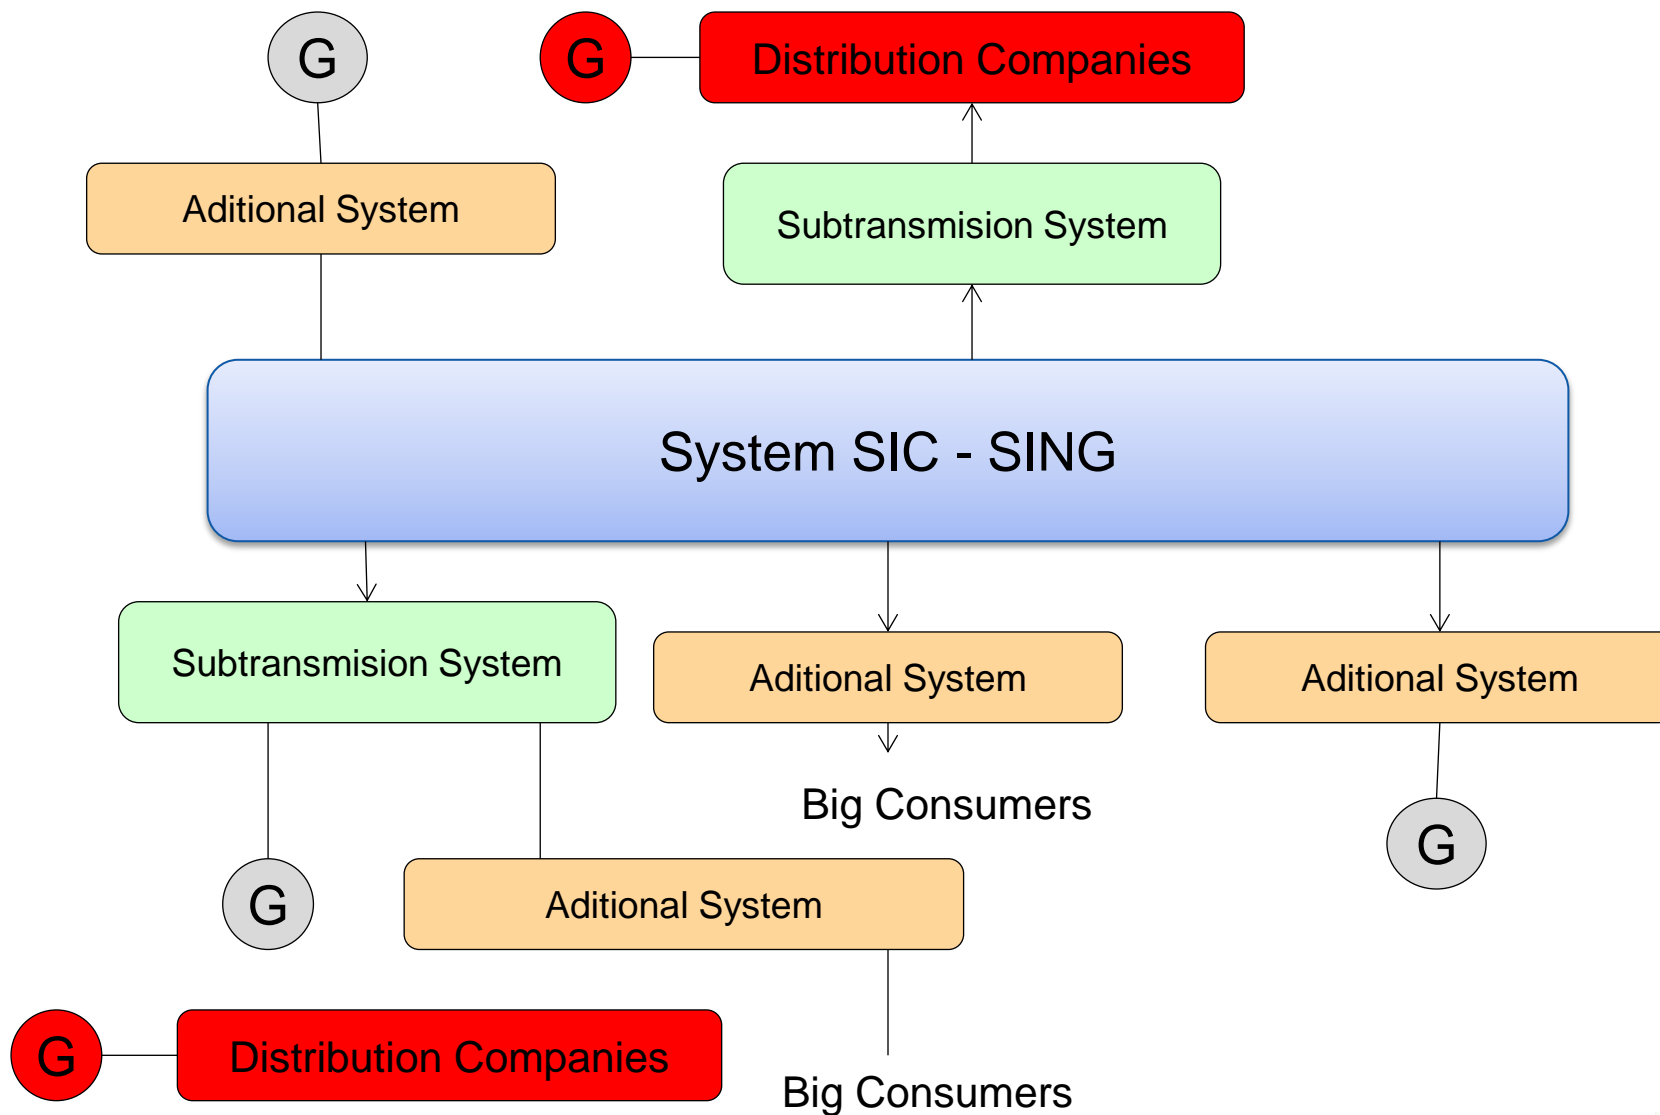 G
G
Distribution Companies
Aditional System
Subtransmision System
System SIC - SING
Subtransmision System
Aditional System
Aditional System
Big Consumers
G
G
Aditional System
G
Distribution Companies
Big Consumers